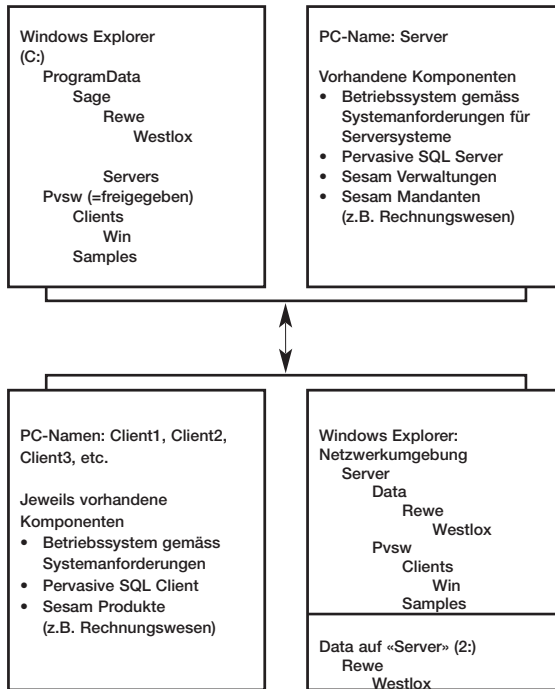 Windows Explorer
(C:)
ProgramData
Sage
Rewe
Westlox
Servers
Pvsw (=freigegeben)
Clients
Win
Samples
PC-Name: Server
Vorhandene Komponenten
• Betriebssystem gemäss
Systemanforderungen für
Serversysteme
• Pervasive SQL Server
• Sesam Verwaltungen
• Sesam Mandanten
(z.B. Rechnungswesen)
PC-Namen: Client1, Client2,
Client3, etc.
Jeweils vorhandene
Komponenten
• Betriebssystem gemäss
Systemanforderungen
• Pervasive SQL Client
• Sesam Produkte
(z.B. Rechnungswesen)
Windows Explorer:
Netzwerkumgebung
Server
Data
Rewe
Westlox
Pvsw
Clients
Win
Samples
Data auf «Server» (2:)
Rewe
Westlox